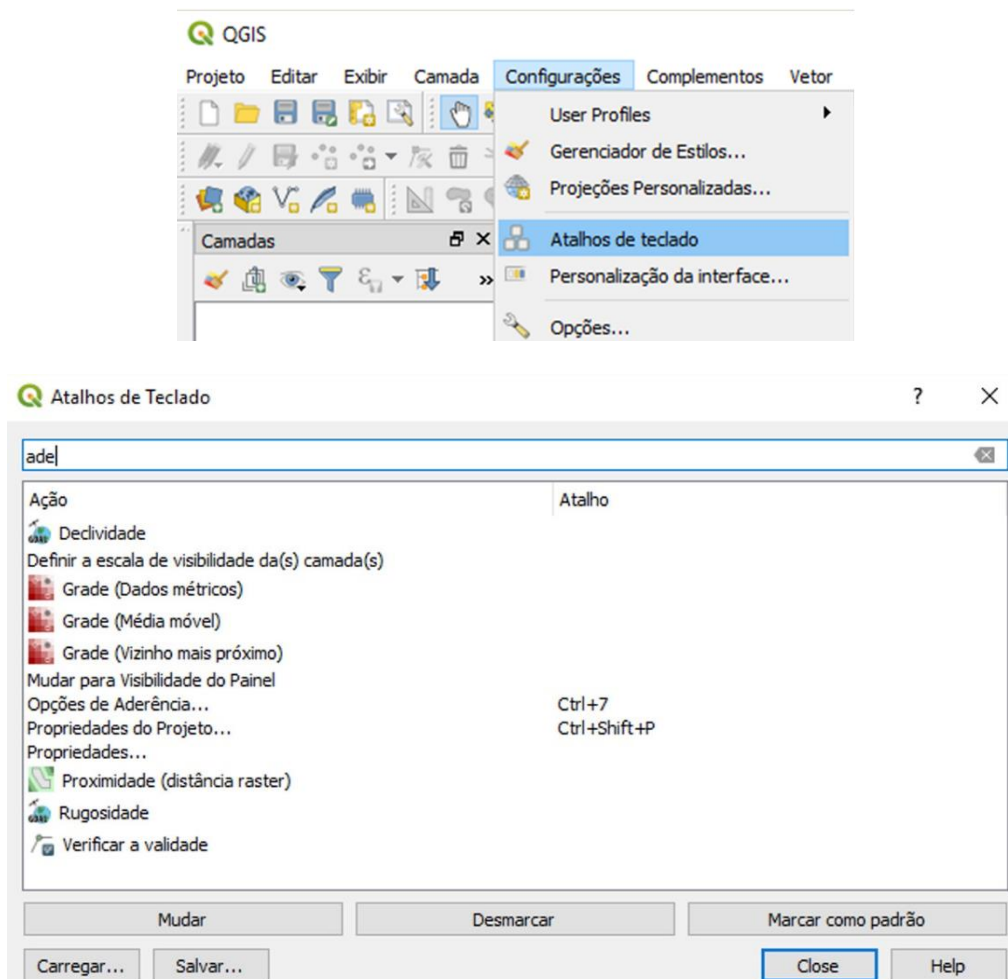 QGIS
Projeto Editar Exibir Camada Configurações Complementos Vetor
User Profiles
Gerenciador de Estilos...
Projeções Personalizadas...
Camadas
Atalhos de teclado
Personalização da interface...
Opções...
Atalhos de Teclado ?
ade
Ação Atalho
Declividade
Definir a escala de visibilidade da(s) camada(s)
Grade (Dados métricos)
Grade (Média móvel)
Grade (Vizinho mais próximo)
Mudar para Visibilidade do Painel
Opções de Aderência... Ctrl+7
Propriedades do Projeto... Ctrl+Shift+P
Propriedades...
Proximidade (distância raster)
Rugosidade
Verificar a validade
Mudar Desmarcar Marcar como padrão
Carregar... Salvar... Close Help